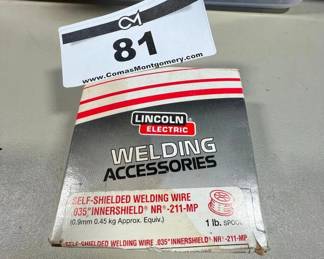 CM
81
www.ComasMontgomery.com
LINCOLN
ELECTRIC
WELDING
ACCESSORIES
SELF-SHIELDED WELDING WIRE
.035" INNERSHIELD® NR®-211-MP
(0.9mm 0.45 kg Approx. Equiv.)
1 lb. SPOOL
SELF-SHIELDED WELDING WIRE .035" INNERSHIELD® NR®-211-MP